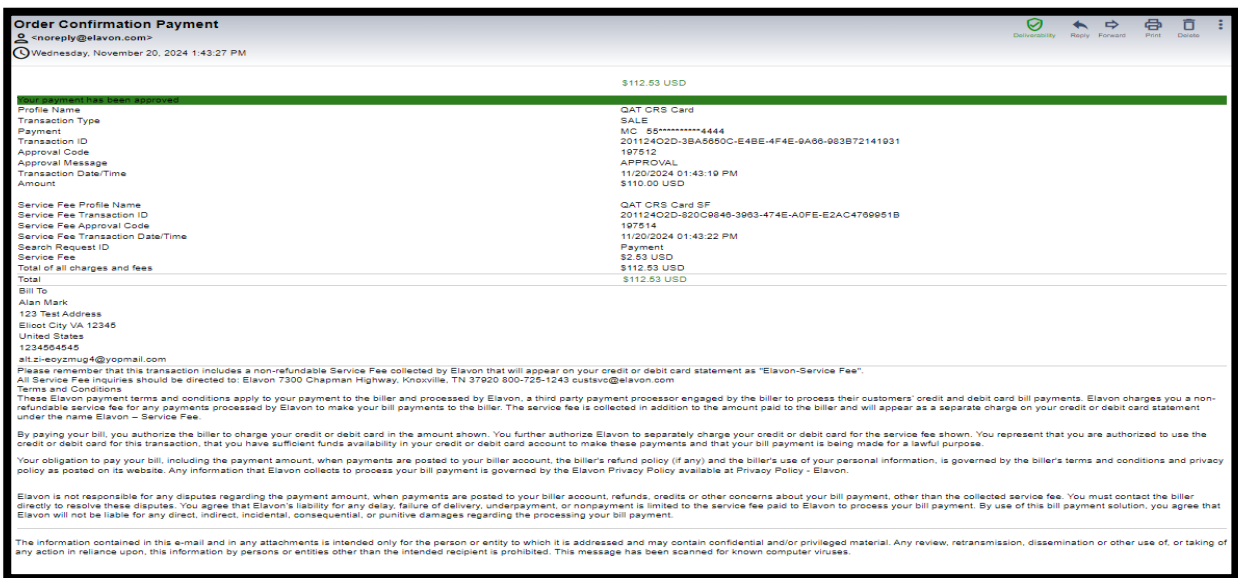 Order Confirmation Payment
<noreply@elavon.com>
Wednesday, November 20, 2024 1:43:27 PM
Deliverability Reply Forward Print Delete
$112.53 USD
Your payment has been approved
Profile Name QAT CRS Card
Transaction Type SALE
Payment MC 55**********4444
Transaction ID 201124O2D-3BA5650C-E4BE-4F4E-9A66-983B72141931
Approval Code 197512
Approval Message APPROVAL
Transaction Date/Time 11/20/2024 01:43:19 PM
Amount $110.00 USD
Service Fee Profile Name QAT CRS Card SF
Service Fee Transaction ID 201124O2D-820C9846-3963-474E-A0FE-E2AC4769951B
Service Fee Approval Code 197514
Service Fee Transaction Date/Time 11/20/2024 01:43:22 PM
Search Request ID Payment
Service Fee $2.53 USD
Total of all charges and fees $112.53 USD
Total $112.53 USD
Bill To
Alan Mark
123 Test Address
Elicot City VA 12345
United States
1234564545
alt.zi-eoyzmug4@yopmail.com
Please remember that this transaction includes a non-refundable Service Fee collected by Elavon that will appear on your credit or debit card statement as "Elavon-Service Fee".
All Service Fee inquiries should be directed to: Elavon 7300 Chapman Highway, Knoxville, TN 37920 800-725-1243 custsvc@elavon.com
Terms and Conditions
These Elavon payment terms and conditions apply to your payment to the biller and processed by Elavon, a third party payment processor engaged by the biller to process their customers' credit and debit card bill payments. Elavon charges you a non-
refundable service fee for any payments processed by Elavon to make your bill payments to the biller. The service fee is collected in addition to the amount paid to the biller and will appear as a separate charge on your credit or debit card statement
under the name Elavon – Service Fee.
By paying your bill, you authorize the biller to charge your credit or debit card in the amount shown. You further authorize Elavon to separately charge your credit or debit card for the service fee shown. You represent that you are authorized to use the
credit or debit card for this transaction, that you have sufficient funds availability in your credit or debit card account to make these payments and that your bill payment is being made for a lawful purpose.
Your obligation to pay your bill, including the payment amount, when payments are posted to your biller account, the biller's refund policy (if any) and the biller's use of your personal information, is governed by the biller's terms and conditions and privacy
policy as posted on its website. Any information that Elavon collects to process your bill payment is governed by the Elavon Privacy Policy available at Privacy Policy - Elavon.
Elavon is not responsible for any disputes regarding the payment amount, when payments are posted to your biller account, refunds, credits or other concerns about your bill payment, other than the collected service fee. You must contact the biller
directly to resolve these disputes. You agree that Elavon's liability for any delay, failure of delivery, underpayment, or nonpayment is limited to the service fee paid to Elavon to process your bill payment. By use of this bill payment solution, you agree that
Elavon will not be liable for any direct, indirect, incidental, consequential, or punitive damages regarding the processing your bill payment.
The information contained in this e-mail and in any attachments is intended only for the person or entity to which it is addressed and may contain confidential and/or privileged material. Any review, retransmission, dissemination or other use of, or taking of
any action in reliance upon, this information by persons or entities other than the intended recipient is prohibited. This message has been scanned for known computer viruses.